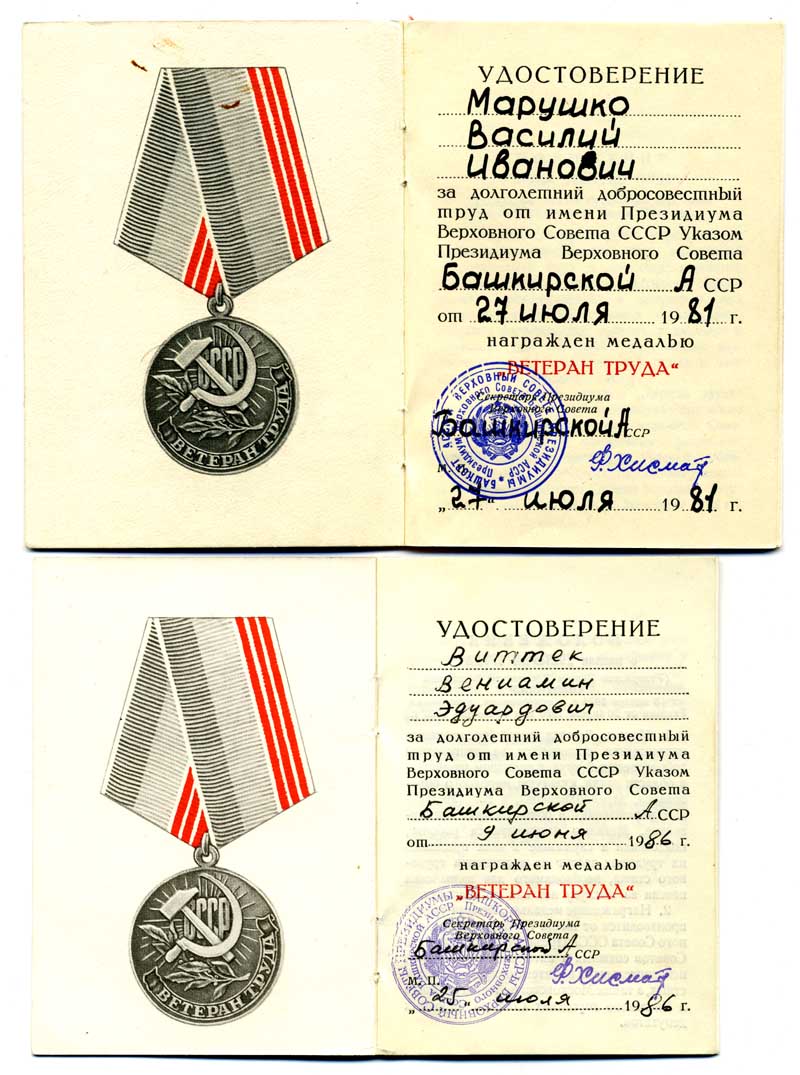 СССР
ВЕТЕРАН ТРУДА
УДОСТОВЕРЕНИЕ
Марушко
Василий
Иванович
за долголетний добросовестный
труд от имени Президиума
Верховного Совета СССР Указом
Президиума Верховного Совета
Башкирской А ССР
от 27 июля 1981 г.
награжден медалью
„ВЕТЕРАН ТРУДА“
Секретарь Президиума
Верховного Совета
Башкирской А ССР
Ф Хисмат
„27“ июля 1981 г.
СССР
ВЕТЕРАН ТРУДА
УДОСТОВЕРЕНИЕ
Виттек
Вениамин
Эдуардович
за долголетний добросовестный
труд от имени Президиума
Верховного Совета СССР Указом
Президиума Верховного Совета
Башкирской А ССР
от 9 июня 1986 г.
награжден медалью
„ВЕТЕРАН ТРУДА“
Секретарь Президиума
Верховного Совета
Башкирской А ССР
М. П. Ф Хисмат
„25“ июля 1986 г.